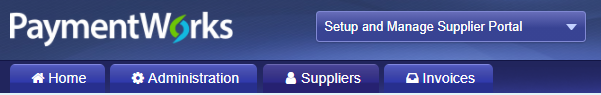 PaymentWorks
Setup and Manage Supplier Portal
Home Administration Suppliers Invoices